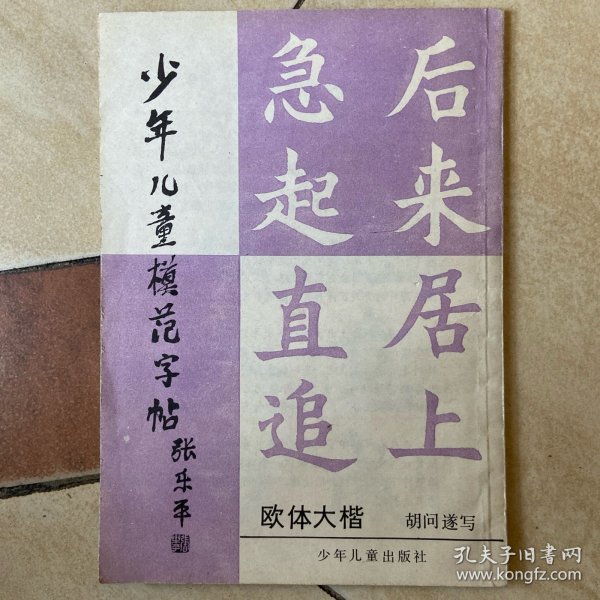 后来居上
急起直追
少年儿童模范字帖
张乐平
欧体大楷
胡问遂写
少年儿童出版社
孔夫子旧书网
www.kongfz.com